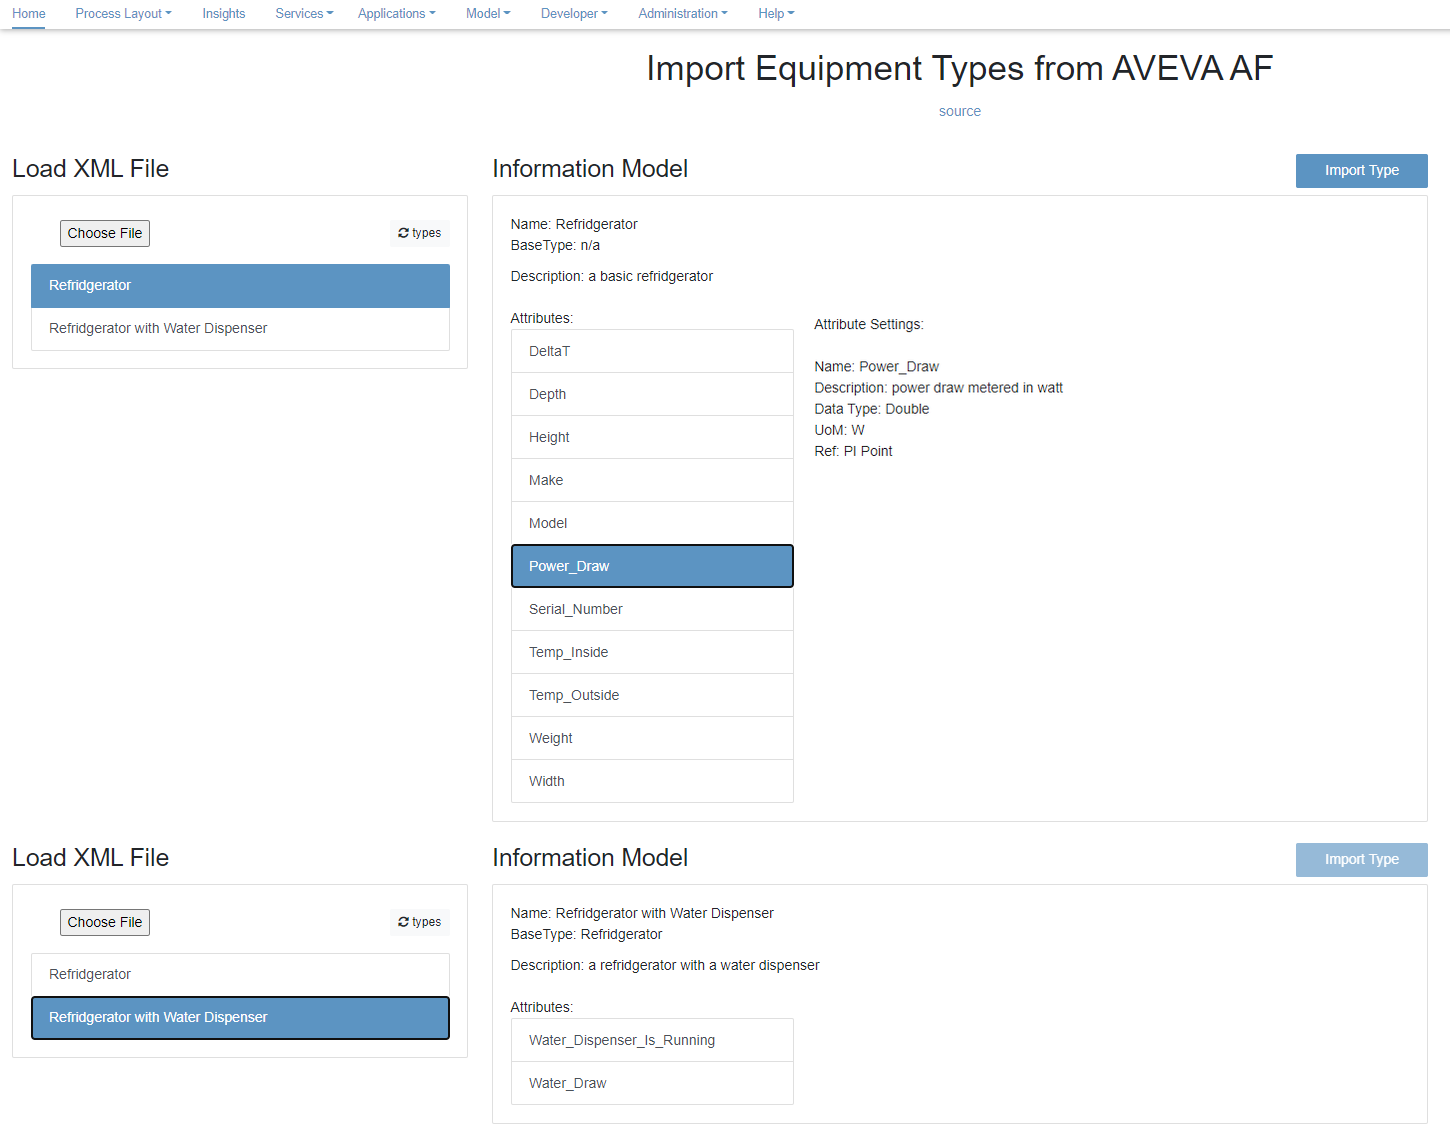 Home Process Layout Insights Services Applications Model Developer Administration Help
Import Equipment Types from AVEVA AF
source
Load XML File
Choose File types
Refridgerator
Refridgerator with Water Dispenser
Information Model
Import Type
Name: Refridgerator
BaseType: n/a
Description: a basic refridgerator
Attributes:
DeltaT
Depth
Height
Make
Model
Power_Draw
Serial_Number
Temp_Inside
Temp_Outside
Weight
Width
Attribute Settings:
Name: Power_Draw
Description: power draw metered in watt
Data Type: Double
UoM: W
Ref: PI Point
Load XML File
Choose File types
Refridgerator
Refridgerator with Water Dispenser
Information Model
Import Type
Name: Refridgerator with Water Dispenser
BaseType: Refridgerator
Description: a refridgerator with a water dispenser
Attributes:
Water_Dispenser_Is_Running
Water_Draw